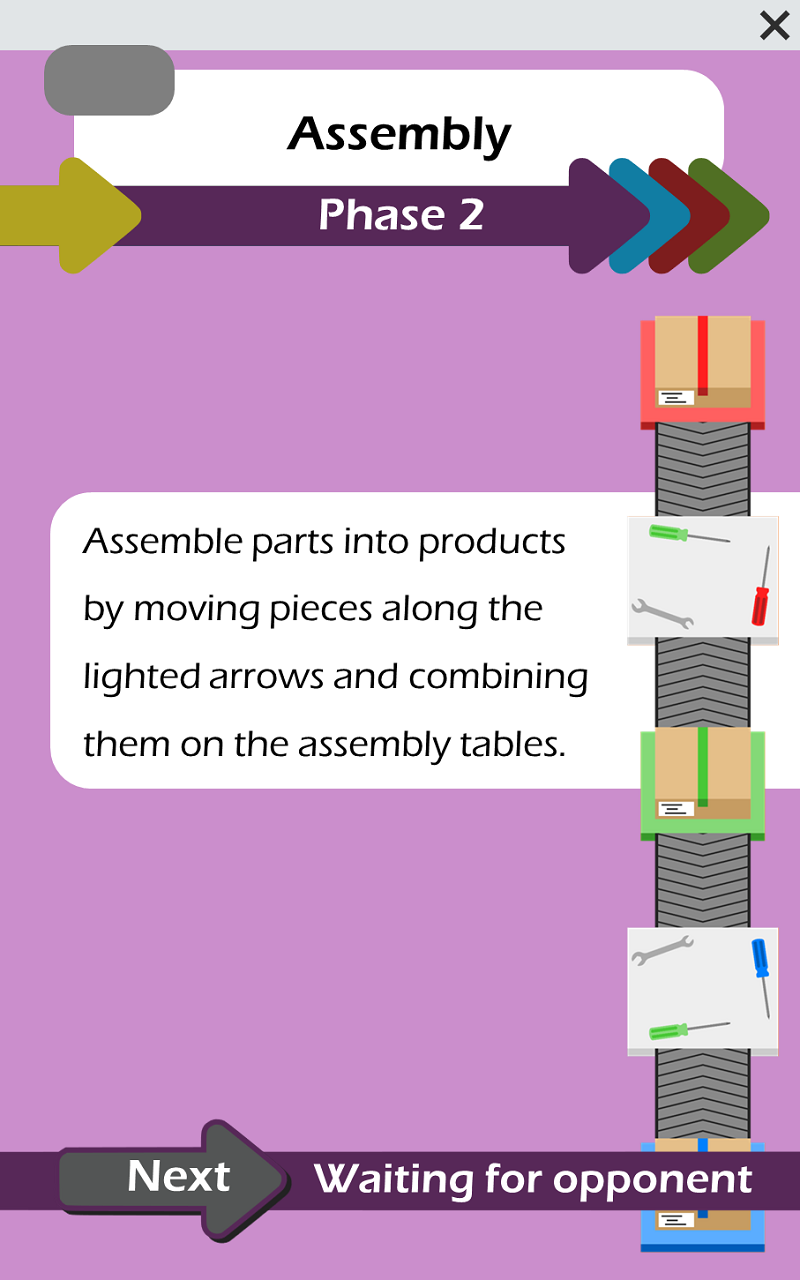 Assembly
Phase 2
Assemble parts into products
by moving pieces along the
lighted arrows and combining
them on the assembly tables.
Next
Waiting for opponent